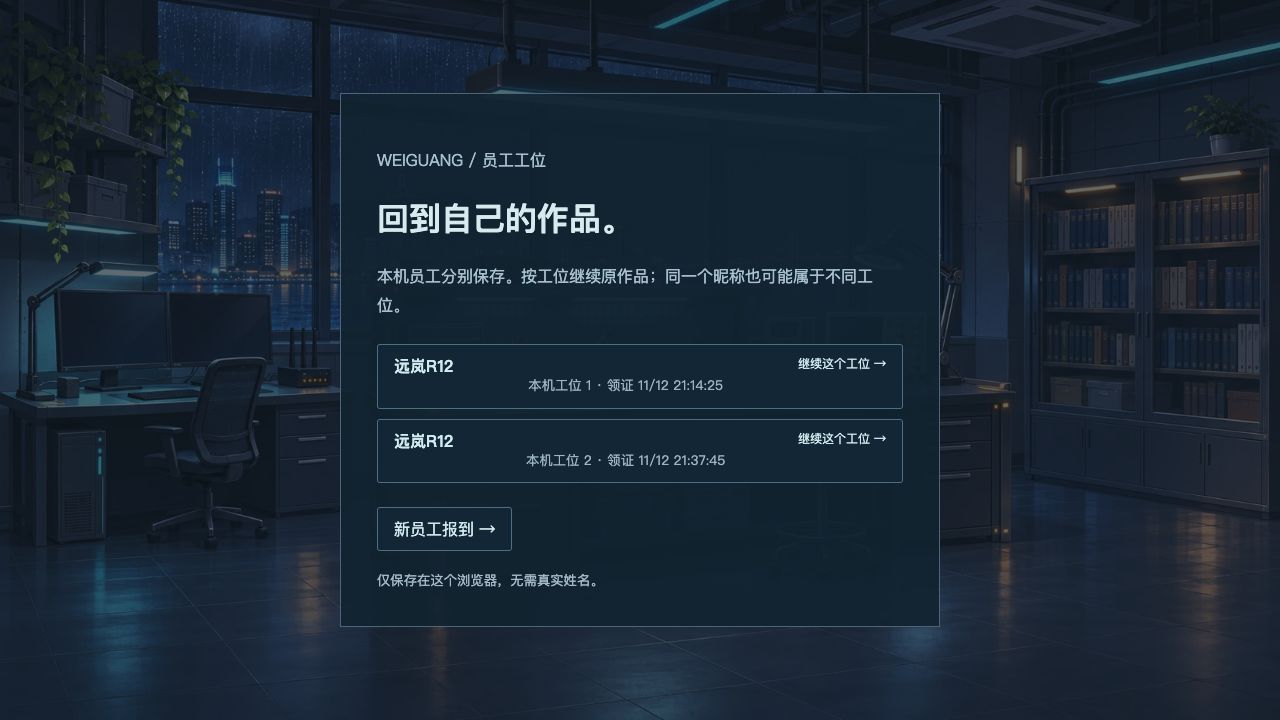 WEIGUANG / 员工工位
回到自己的作品。
本机员工分别保存。按工位继续原作品；同一个昵称也可能属于不同工
位。
远岚R12
继续这个工位 →
本机工位 1 · 领证 11/12 21:14:25
远岚R12
继续这个工位 →
本机工位 2 · 领证 11/12 21:37:45
新员工报到 →
仅保存在这个浏览器，无需真实姓名。